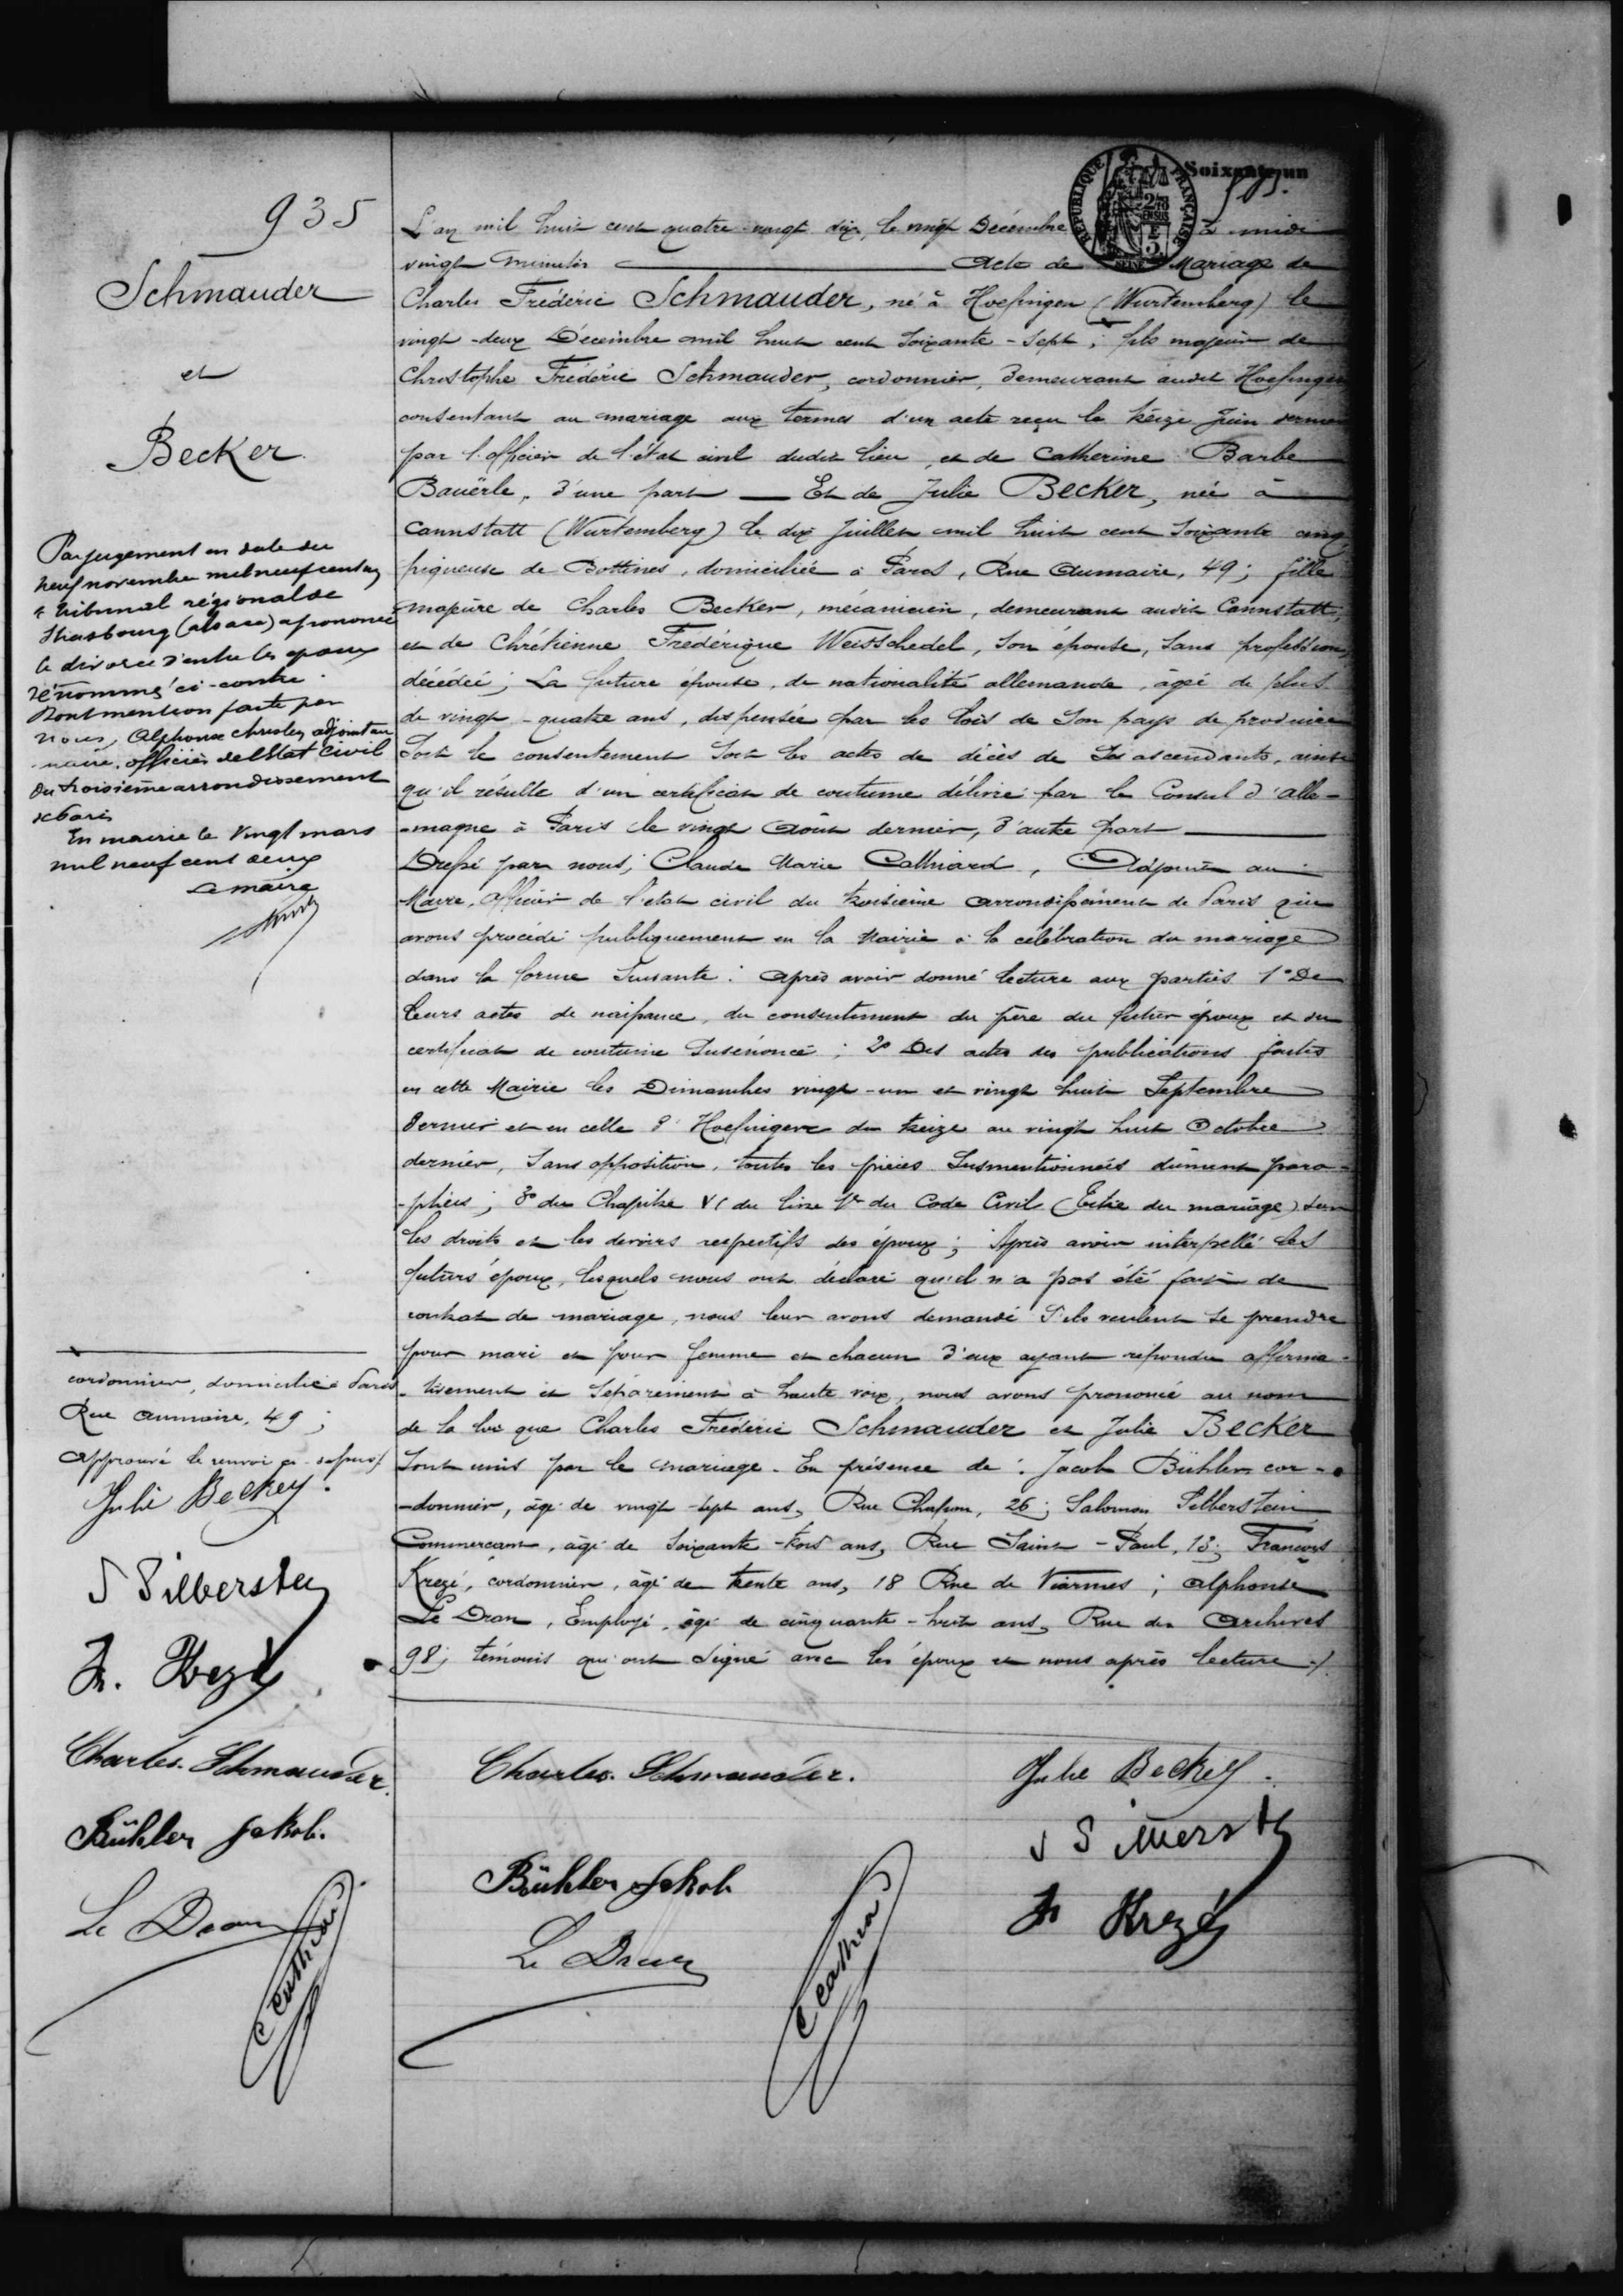 Soixante-un
RÉPUBLIQUE FRANÇAISE
SEINE
935
Schmauder
et
Becker
Par jugement en date du
neuf novembre mil neuf cent un
le tribunal régional de
Strasbourg (Alsace) a prononcé
le divorce d'entre les époux
dénommés ci-contre.
Dont mention faite par
nous, Alphonse adjoint au
maire, officier de l'Etat Civil
du troisième arrondissement
de Paris
En mairie le vingt mars
mil neuf cent deux
Le maire
L'an mil huit cent quatre vingt dix, le vingt Décembre à midi
vingt minutes Acte de Mariage de
Charles Frédéric Schmauder, né à Hoefingen (Wurtemberg) le
vingt-deux Décembre mil huit cent soixante-sept; fils majeur de
Christophe Frédéric Schmauder, cordonnier, demeurant audit Hoefingen
consentant au mariage aux termes d'un acte reçu le treize Juin dernier
par l'officier de l'état civil dudit lieu, et de Catherine Barbe
Bauërle, d'une part — Et de Julie Becker, née à
Cannstatt (Wurtemberg) le dix Juillet mil huit cent soixante cinq
piqueuse de Bottines, domiciliée à Paris, Rue Aumaire, 49; fille
majeure de Charles Becker, mécanicien, demeurant audit Cannstatt,
et de Chrétienne Frédérique Weisschedel, son épouse, sans profession,
décédée; La future épouse, de nationalité allemande, âgée de plus
de vingt-quatre ans, dispensée par les lois de son pays de produire
soit le consentement soit les actes de décès de ses ascendants, ainsi
qu'il résulte d'un certificat de coutume délivré par le Consul d'Alle-
-magne à Paris le vingt Août dernier, d'autre part
Dressé par nous, Claude Marie Cathiard, Adjoint au
Maire, officier de l'état civil du troisième arrondissement de Paris qui
avons procédé publiquement en la Mairie à la célébration du mariage
dans la forme suivante: Après avoir donné lecture aux parties 1° De
leurs actes de naissance, du consentement du père du futur époux et du
certificat de coutume susénoncé; 2° Des actes des publications faites
en cette Mairie les Dimanches vingt-un et vingt huit Septembre
dernier et en celle d'Hoefingen du treize au vingt huit Octobre
dernier, sans opposition, toutes les pièces susmentionnées dûment para-
-phées; 3° du Chapitre VI du livre 1er du Code Civil (Titre du mariage) sur
les droits et les devoirs respectifs des époux; Après avoir interpellé les
futurs époux, lesquels nous ont déclaré qu'il n'a pas été fait de
contrat de mariage, nous leur avons demandé s'ils veulent se prendre
pour mari et pour femme et chacun d'eux ayant répondu affirma-
-tivement et séparément à haute voix, nous avons prononcé au nom
de la loi que Charles Frédéric Schmauder et Julie Becker
sont unis par le mariage. En présence de: Jacob Bühler cor-
-donnier, âgé de vingt-sept ans, Rue Chapon, 26; Salomon Silberstein
Commerçant, âgé de soixante-trois ans, Rue Saint-Paul, 13; François
Krezé, cordonnier, âgé de trente ans, 18 Rue de Viarmes; Alphonse
Le Dran, Employé, âgé de cinquante-huit ans, Rue des Archives
98; témoins qui ont signé avec les époux et nous après lecture ./.
cordonnier, domicilié à Paris
Rue Aumaire, 49;
Approuvé le renvoi ci-dessus ./.
Julie Becker.
S Silberstein
Fr. Krezé
Charles Schmauder.
Bühler Jakob.
Le Dran
C Cathiard
Charles Schmauder.
Julie Becker.
Bühler Jakob
S Silberstein
Le Dran
C Cathiard
Fr Krezé